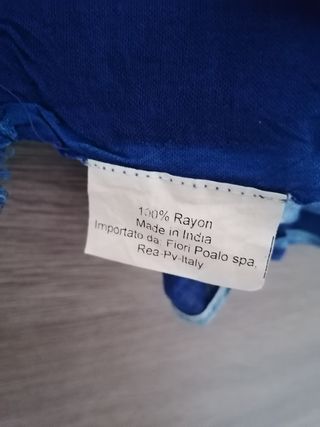 100% Rayon
Made in India
Importato da: Fiori Poalo spa,
Rea-Pv-Italy